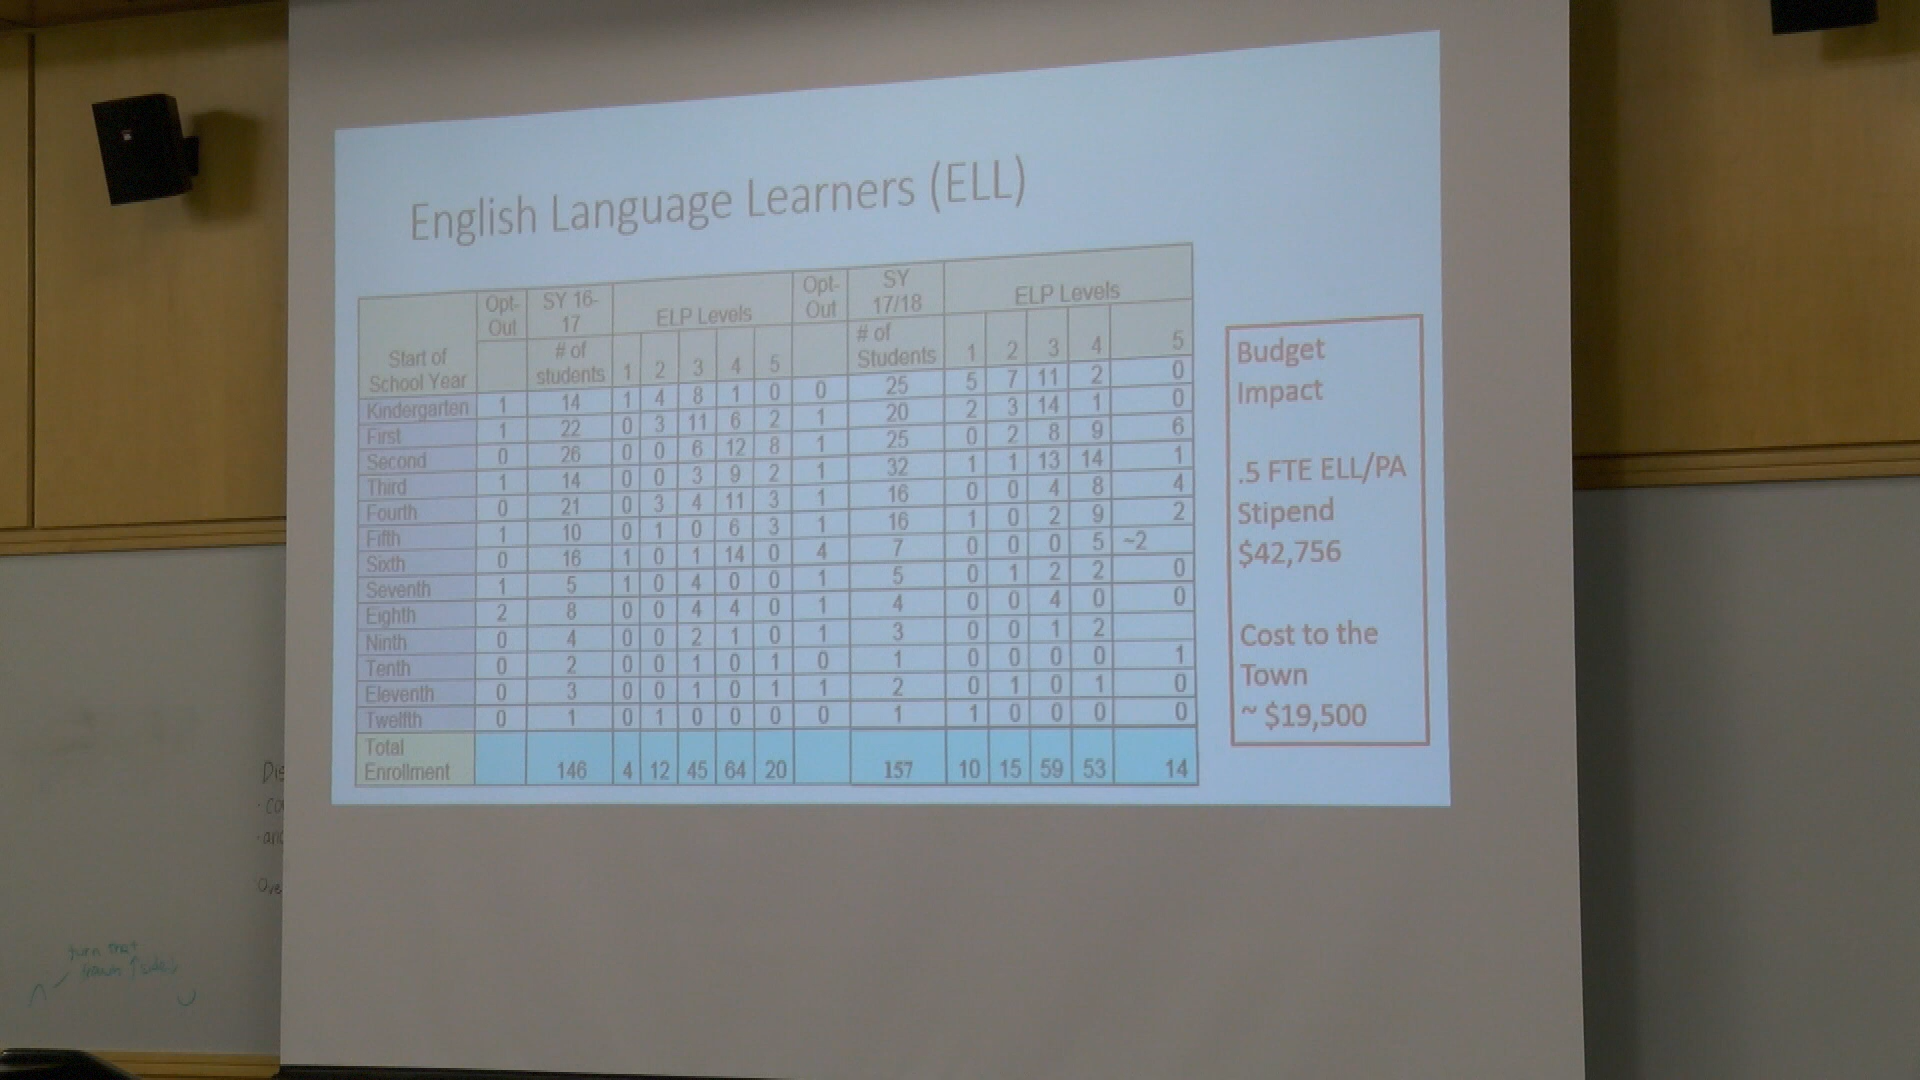 English Language Learners (ELL)
Start of School Year | Opt-Out | SY 16-17 # of students | ELP Levels 1 2 3 4 5 | Opt-Out | SY 17/18 # of Students | ELP Levels 1 2 3 4 5
Kindergarten 1 14 1 4 8 1 0 0 25 5 7 11 2 0
First 1 22 0 3 11 6 2 1 20 2 3 14 1 0
Second 0 26 0 0 6 12 8 1 25 0 2 8 9 6
Third 1 14 0 0 3 9 2 1 32 1 1 13 14 1
Fourth 0 21 0 3 4 11 3 1 16 0 0 4 8 4
Fifth 1 10 0 1 0 6 3 1 16 1 0 2 9 2
Sixth 0 16 1 0 1 14 0 4 7 0 0 0 5 ~2
Seventh 1 5 1 0 4 0 0 1 5 0 1 2 2 0
Eighth 2 8 0 0 4 4 0 1 4 0 0 4 0 0
Ninth 0 4 0 0 2 1 0 1 3 0 0 1 2
Tenth 0 2 0 0 1 0 1 0 1 0 0 0 0 1
Eleventh 0 3 0 0 1 0 1 1 2 0 1 0 1 0
Twelfth 0 1 0 1 0 0 0 0 1 1 0 0 0 0
Total Enrollment 146 4 12 45 64 20 157 10 15 59 53 14
Budget
Impact
.5 FTE ELL/PA
Stipend
$42,756
Cost to the
Town
~ $19,500
turn that